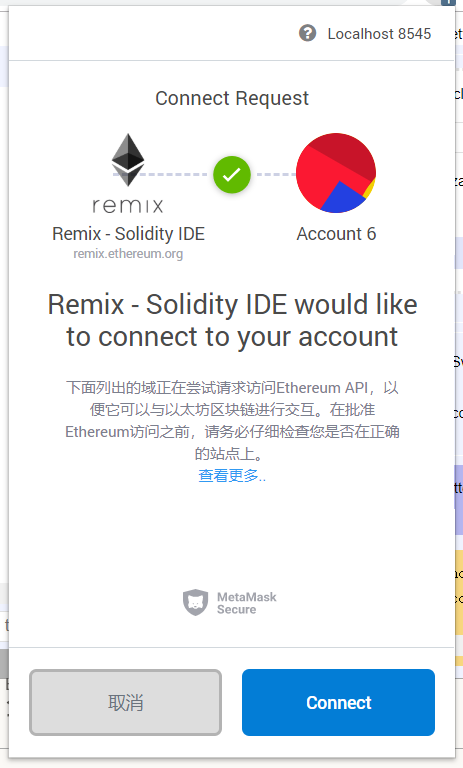 Localhost 8545
Connect Request
remix
Remix - Solidity IDE
remix.ethereum.org
Account 6
Remix - Solidity IDE would like
to connect to your account
下面列出的域正在尝试请求访问Ethereum API，以
便它可以与以太坊区块链进行交互。在批准
Ethereum访问之前，请务必仔细检查您是否在正确
的站点上。
查看更多..
MetaMask
Secure
取消
Connect